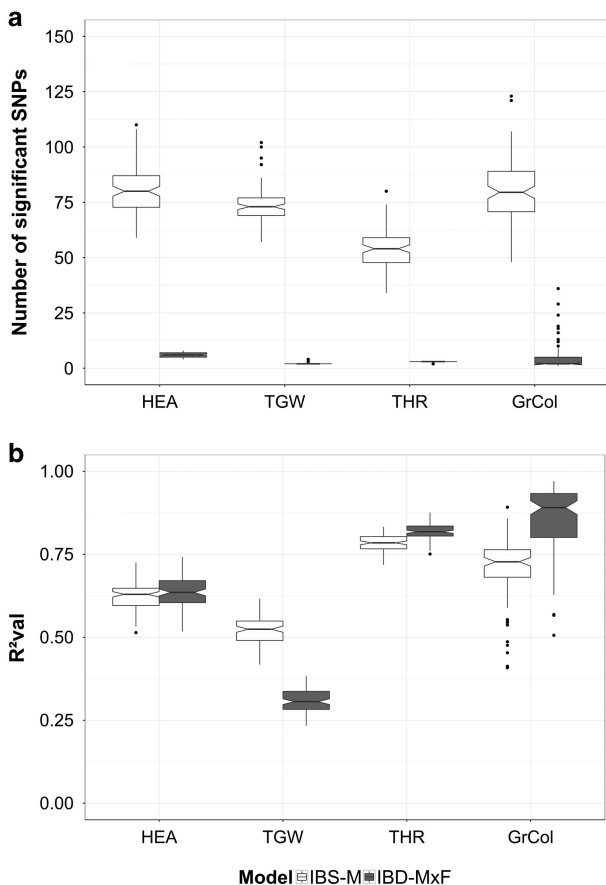 a
Number of significant SNPs
150
125
100
75
50
25
0
HEA TGW THR GrCol
b
R²val
1.00
0.75
0.50
0.25
0.00
HEA TGW THR GrCol
Model IBS-M IBD-MxF